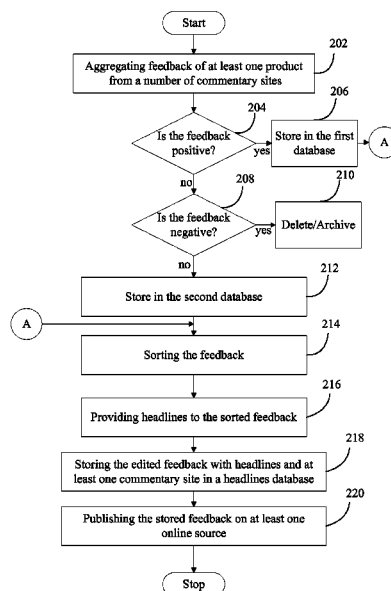 Start
202
Aggregating feedback of at least one product
from a number of commentary sites
204
206
Is the feedback
positive?
yes
Store in the first
database
A
no
208
210
Is the feedback
negative?
yes
Delete/Archive
no
212
Store in the second database
A
214
Sorting the feedback
216
Providing headlines to the sorted feedback
218
Storing the edited feedback with headlines and at
least one commentary site in a headlines database
220
Publishing the stored feedback on at least one
online source
Stop